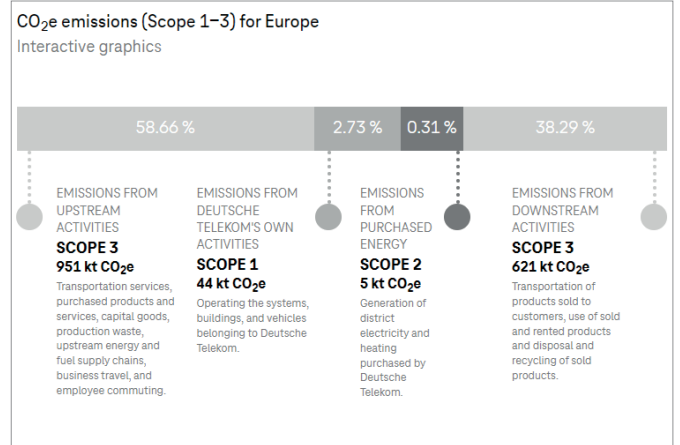 CO₂e emissions (Scope 1–3) for Europe
Interactive graphics
58.66 %
2.73 %
0.31 %
38.29 %
EMISSIONS FROM
UPSTREAM
ACTIVITIES
SCOPE 3
951 kt CO₂e
Transportation services,
purchased products and
services, capital goods,
production waste,
upstream energy and
fuel supply chains,
business travel, and
employee commuting.
EMISSIONS FROM
DEUTSCHE
TELEKOM'S OWN
ACTIVITIES
SCOPE 1
44 kt CO₂e
Operating the systems,
buildings, and vehicles
belonging to Deutsche
Telekom.
EMISSIONS
FROM
PURCHASED
ENERGY
SCOPE 2
5 kt CO₂e
Generation of
district
electricity and
heating
purchased by
Deutsche
Telekom.
EMISSIONS FROM
DOWNSTREAM
ACTIVITIES
SCOPE 3
621 kt CO₂e
Transportation of
products sold to
customers, use of sold
and rented products
and disposal and
recycling of sold
products.